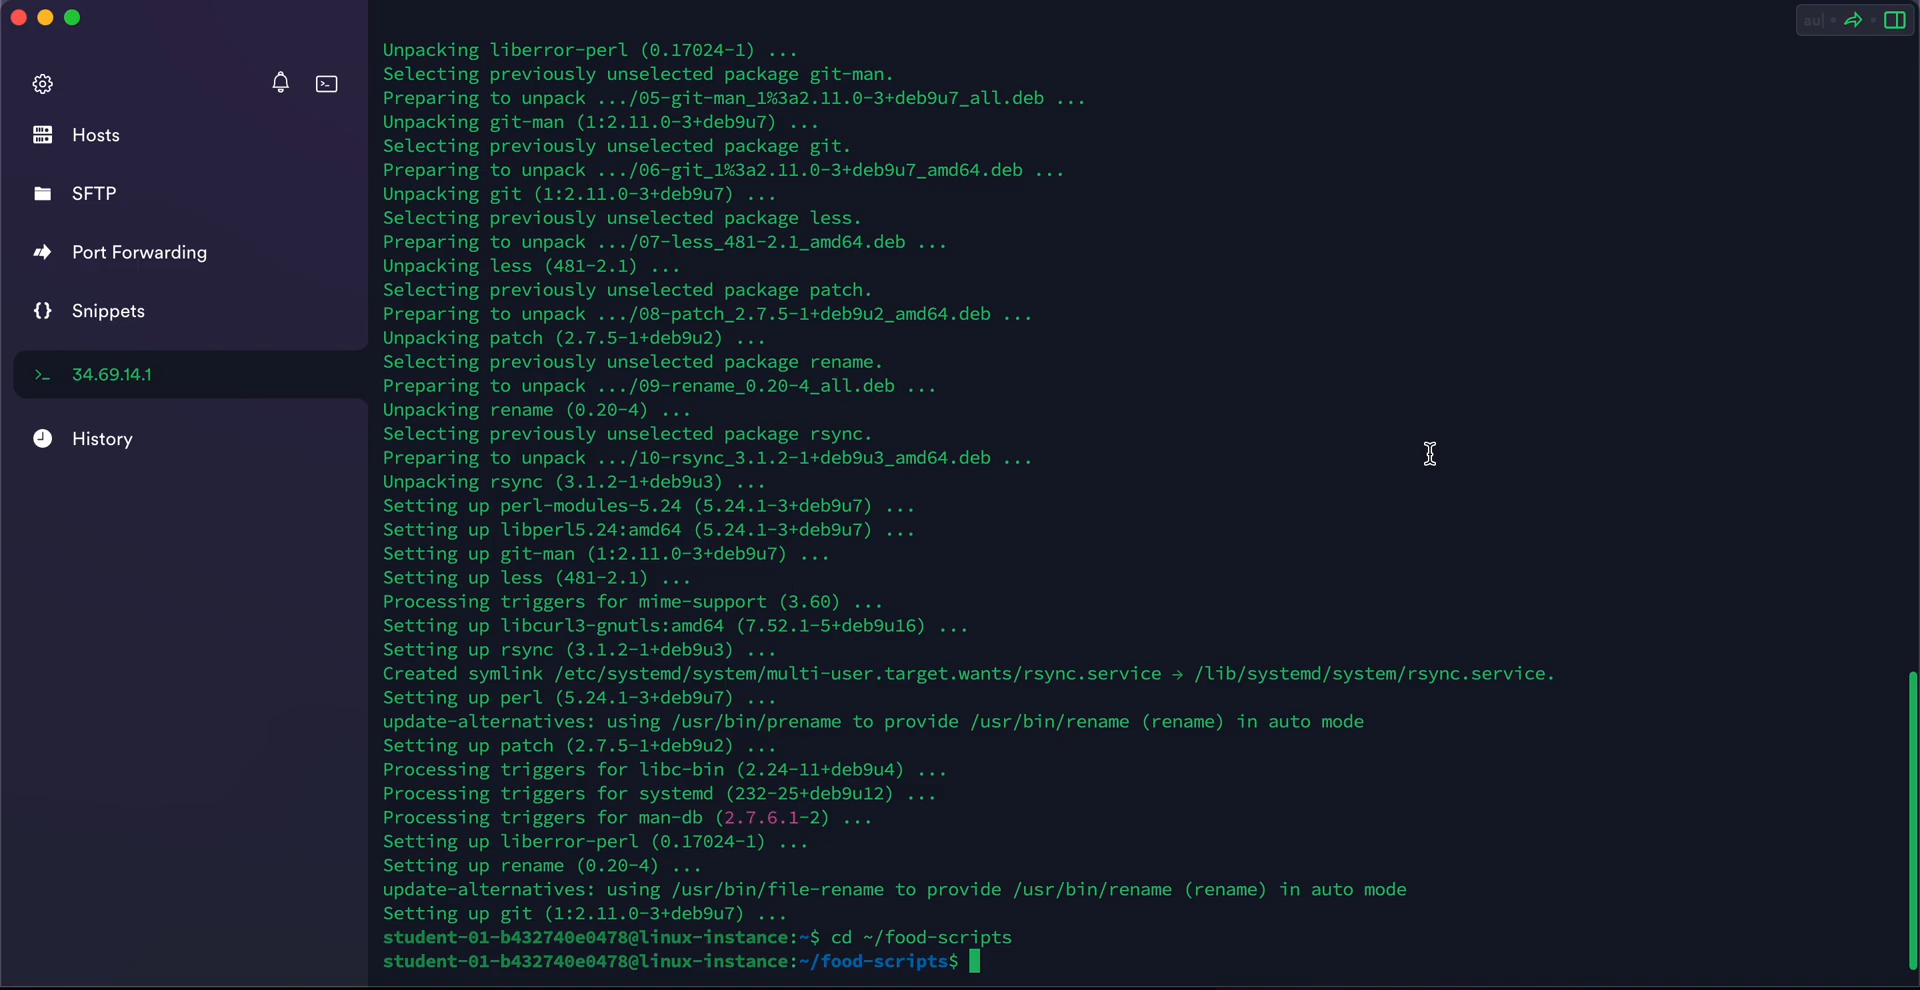 au|
Hosts
SFTP
Port Forwarding
{} Snippets
>_ 34.69.14.1
History
Unpacking liberror-perl (0.17024-1) ...
Selecting previously unselected package git-man.
Preparing to unpack .../05-git-man_1%3a2.11.0-3+deb9u7_all.deb ...
Unpacking git-man (1:2.11.0-3+deb9u7) ...
Selecting previously unselected package git.
Preparing to unpack .../06-git_1%3a2.11.0-3+deb9u7_amd64.deb ...
Unpacking git (1:2.11.0-3+deb9u7) ...
Selecting previously unselected package less.
Preparing to unpack .../07-less_481-2.1_amd64.deb ...
Unpacking less (481-2.1) ...
Selecting previously unselected package patch.
Preparing to unpack .../08-patch_2.7.5-1+deb9u2_amd64.deb ...
Unpacking patch (2.7.5-1+deb9u2) ...
Selecting previously unselected package rename.
Preparing to unpack .../09-rename_0.20-4_all.deb ...
Unpacking rename (0.20-4) ...
Selecting previously unselected package rsync.
Preparing to unpack .../10-rsync_3.1.2-1+deb9u3_amd64.deb ...
Unpacking rsync (3.1.2-1+deb9u3) ...
Setting up perl-modules-5.24 (5.24.1-3+deb9u7) ...
Setting up libperl5.24:amd64 (5.24.1-3+deb9u7) ...
Setting up git-man (1:2.11.0-3+deb9u7) ...
Setting up less (481-2.1) ...
Processing triggers for mime-support (3.60) ...
Setting up libcurl3-gnutls:amd64 (7.52.1-5+deb9u16) ...
Setting up rsync (3.1.2-1+deb9u3) ...
Created symlink /etc/systemd/system/multi-user.target.wants/rsync.service → /lib/systemd/system/rsync.service.
Setting up perl (5.24.1-3+deb9u7) ...
update-alternatives: using /usr/bin/prename to provide /usr/bin/rename (rename) in auto mode
Setting up patch (2.7.5-1+deb9u2) ...
Processing triggers for libc-bin (2.24-11+deb9u4) ...
Processing triggers for systemd (232-25+deb9u12) ...
Processing triggers for man-db (2.7.6.1-2) ...
Setting up liberror-perl (0.17024-1) ...
Setting up rename (0.20-4) ...
update-alternatives: using /usr/bin/file-rename to provide /usr/bin/rename (rename) in auto mode
Setting up git (1:2.11.0-3+deb9u7) ...
student-01-b432740e0478@linux-instance:~$ cd ~/food-scripts
student-01-b432740e0478@linux-instance:~/food-scripts$